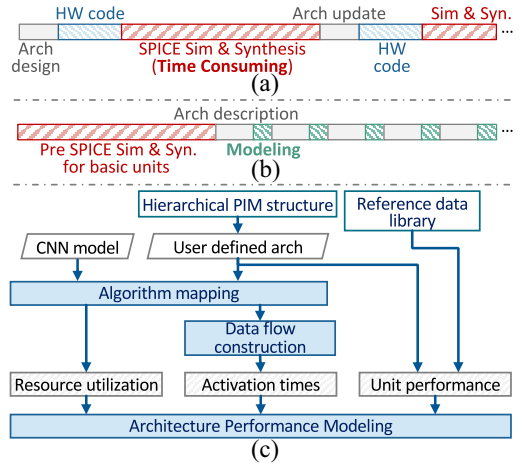 HW code
Arch update
Sim & Syn.
...
Arch
design
SPICE Sim & Synthesis
(Time Consuming)
HW
code
(a)
Arch description
...
Pre SPICE Sim & Syn.
for basic units
Modeling
(b)
Hierarchical PIM structure
Reference data
library
CNN model
User defined arch
Algorithm mapping
Data flow
construction
Resource utilization
Activation times
Unit performance
Architecture Performance Modeling
(c)